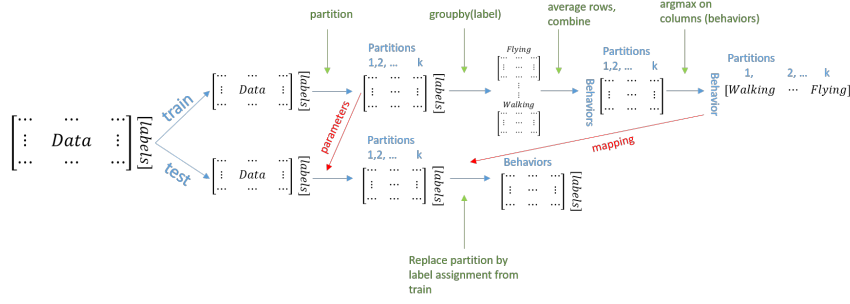 partition
groupby(label)
average rows,
combine
argmax on
columns (behaviors)
Partitions
1,2, ... k
Flying
⋯ ⋯ ⋯
⋮ ⋯ ⋮
⋯ ⋯ ⋯
⋮
Walking
⋯ ⋯ ⋯
⋮ ⋯ ⋮
⋯ ⋯ ⋯
Partitions
1,2, ... k
Behaviors
Partitions
1, 2, ... k
Behavior
[Walking ⋯ Flying]
train
⋯ ⋯ ⋯
⋮ Data ⋮
⋯ ⋯ ⋯
[labels]
⋯ ⋯ ⋯
⋮ ⋯ ⋮
⋯ ⋯ ⋯
[labels]
⋯ ⋯ ⋯
⋮ ⋯ ⋮
⋯ ⋯ ⋯
⋯ ⋯ ⋯
⋮ Data ⋮
⋯ ⋯ ⋯
[labels]
parameters
mapping
test
⋯ ⋯ ⋯
⋮ Data ⋮
⋯ ⋯ ⋯
[labels]
Partitions
1,2, ... k
⋯ ⋯ ⋯
⋮ ⋯ ⋮
⋯ ⋯ ⋯
[labels]
Behaviors
⋯ ⋯ ⋯
⋮ ⋯ ⋮
⋯ ⋯ ⋯
[labels]
Replace partition by
label assignment from
train